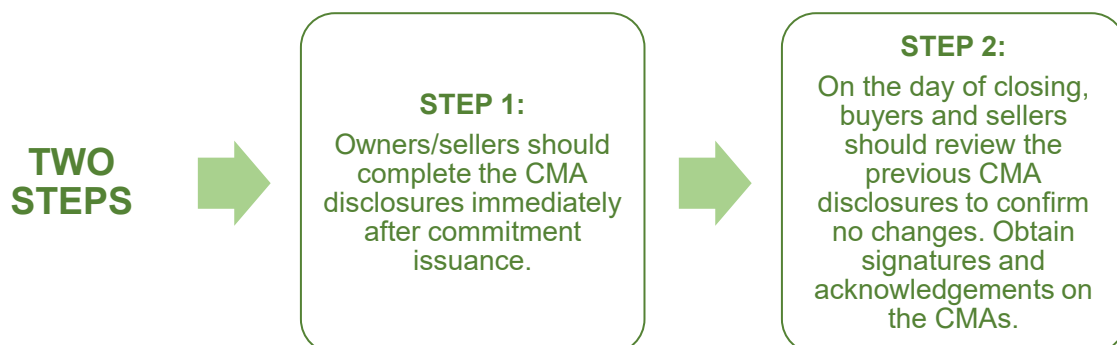 TWO
STEPS
STEP 1:
Owners/sellers should
complete the CMA
disclosures immediately
after commitment
issuance.
STEP 2:
On the day of closing,
buyers and sellers
should review the
previous CMA
disclosures to confirm
no changes. Obtain
signatures and
acknowledgements on
the CMAs.